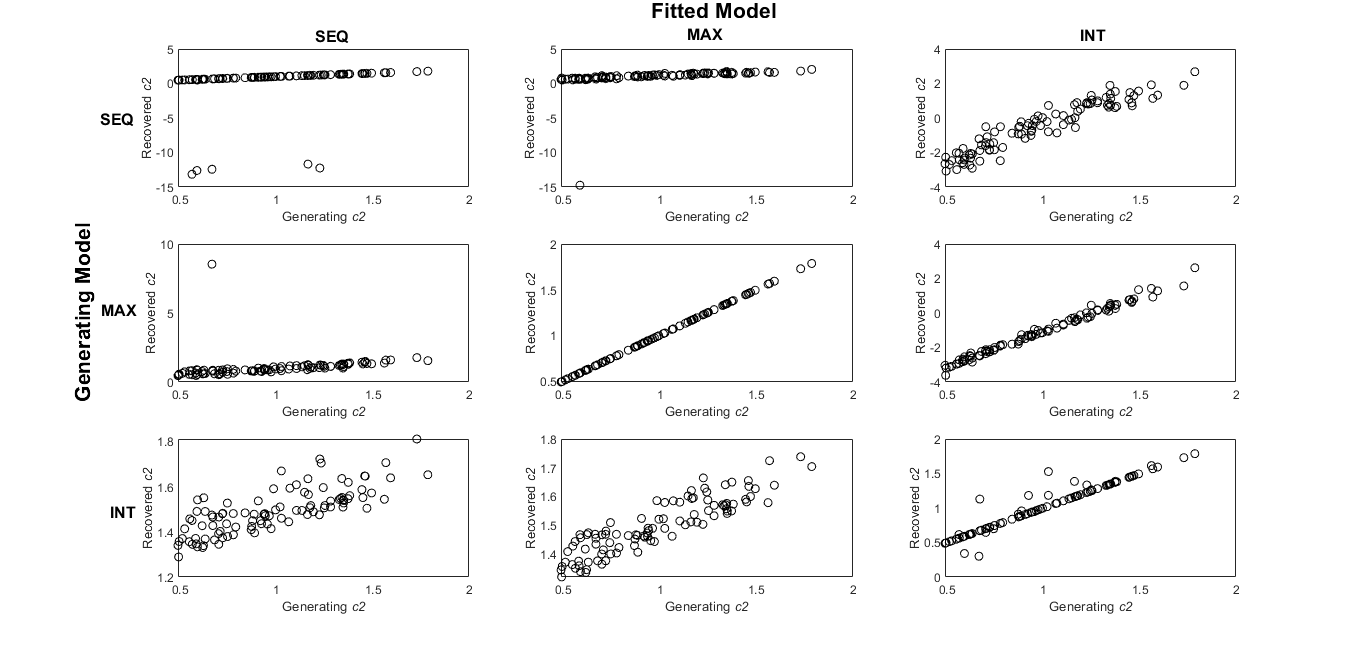 Fitted Model
SEQ MAX INT
Generating Model
SEQ
5
0
-5
-10
-15
Recovered c2
0.5 1 1.5 2
Generating c2
5
0
-5
-10
-15
Recovered c2
0.5 1 1.5 2
Generating c2
4
2
0
-2
-4
Recovered c2
0.5 1 1.5 2
Generating c2
MAX
10
5
0
Recovered c2
0.5 1 1.5 2
Generating c2
2
1.5
1
0.5
Recovered c2
0.5 1 1.5 2
Generating c2
4
2
0
-2
-4
Recovered c2
0.5 1 1.5 2
Generating c2
INT
1.8
1.6
1.4
1.2
Recovered c2
0.5 1 1.5 2
Generating c2
1.8
1.7
1.6
1.5
1.4
Recovered c2
0.5 1 1.5 2
Generating c2
2
1.5
1
0.5
0
Recovered c2
0.5 1 1.5 2
Generating c2